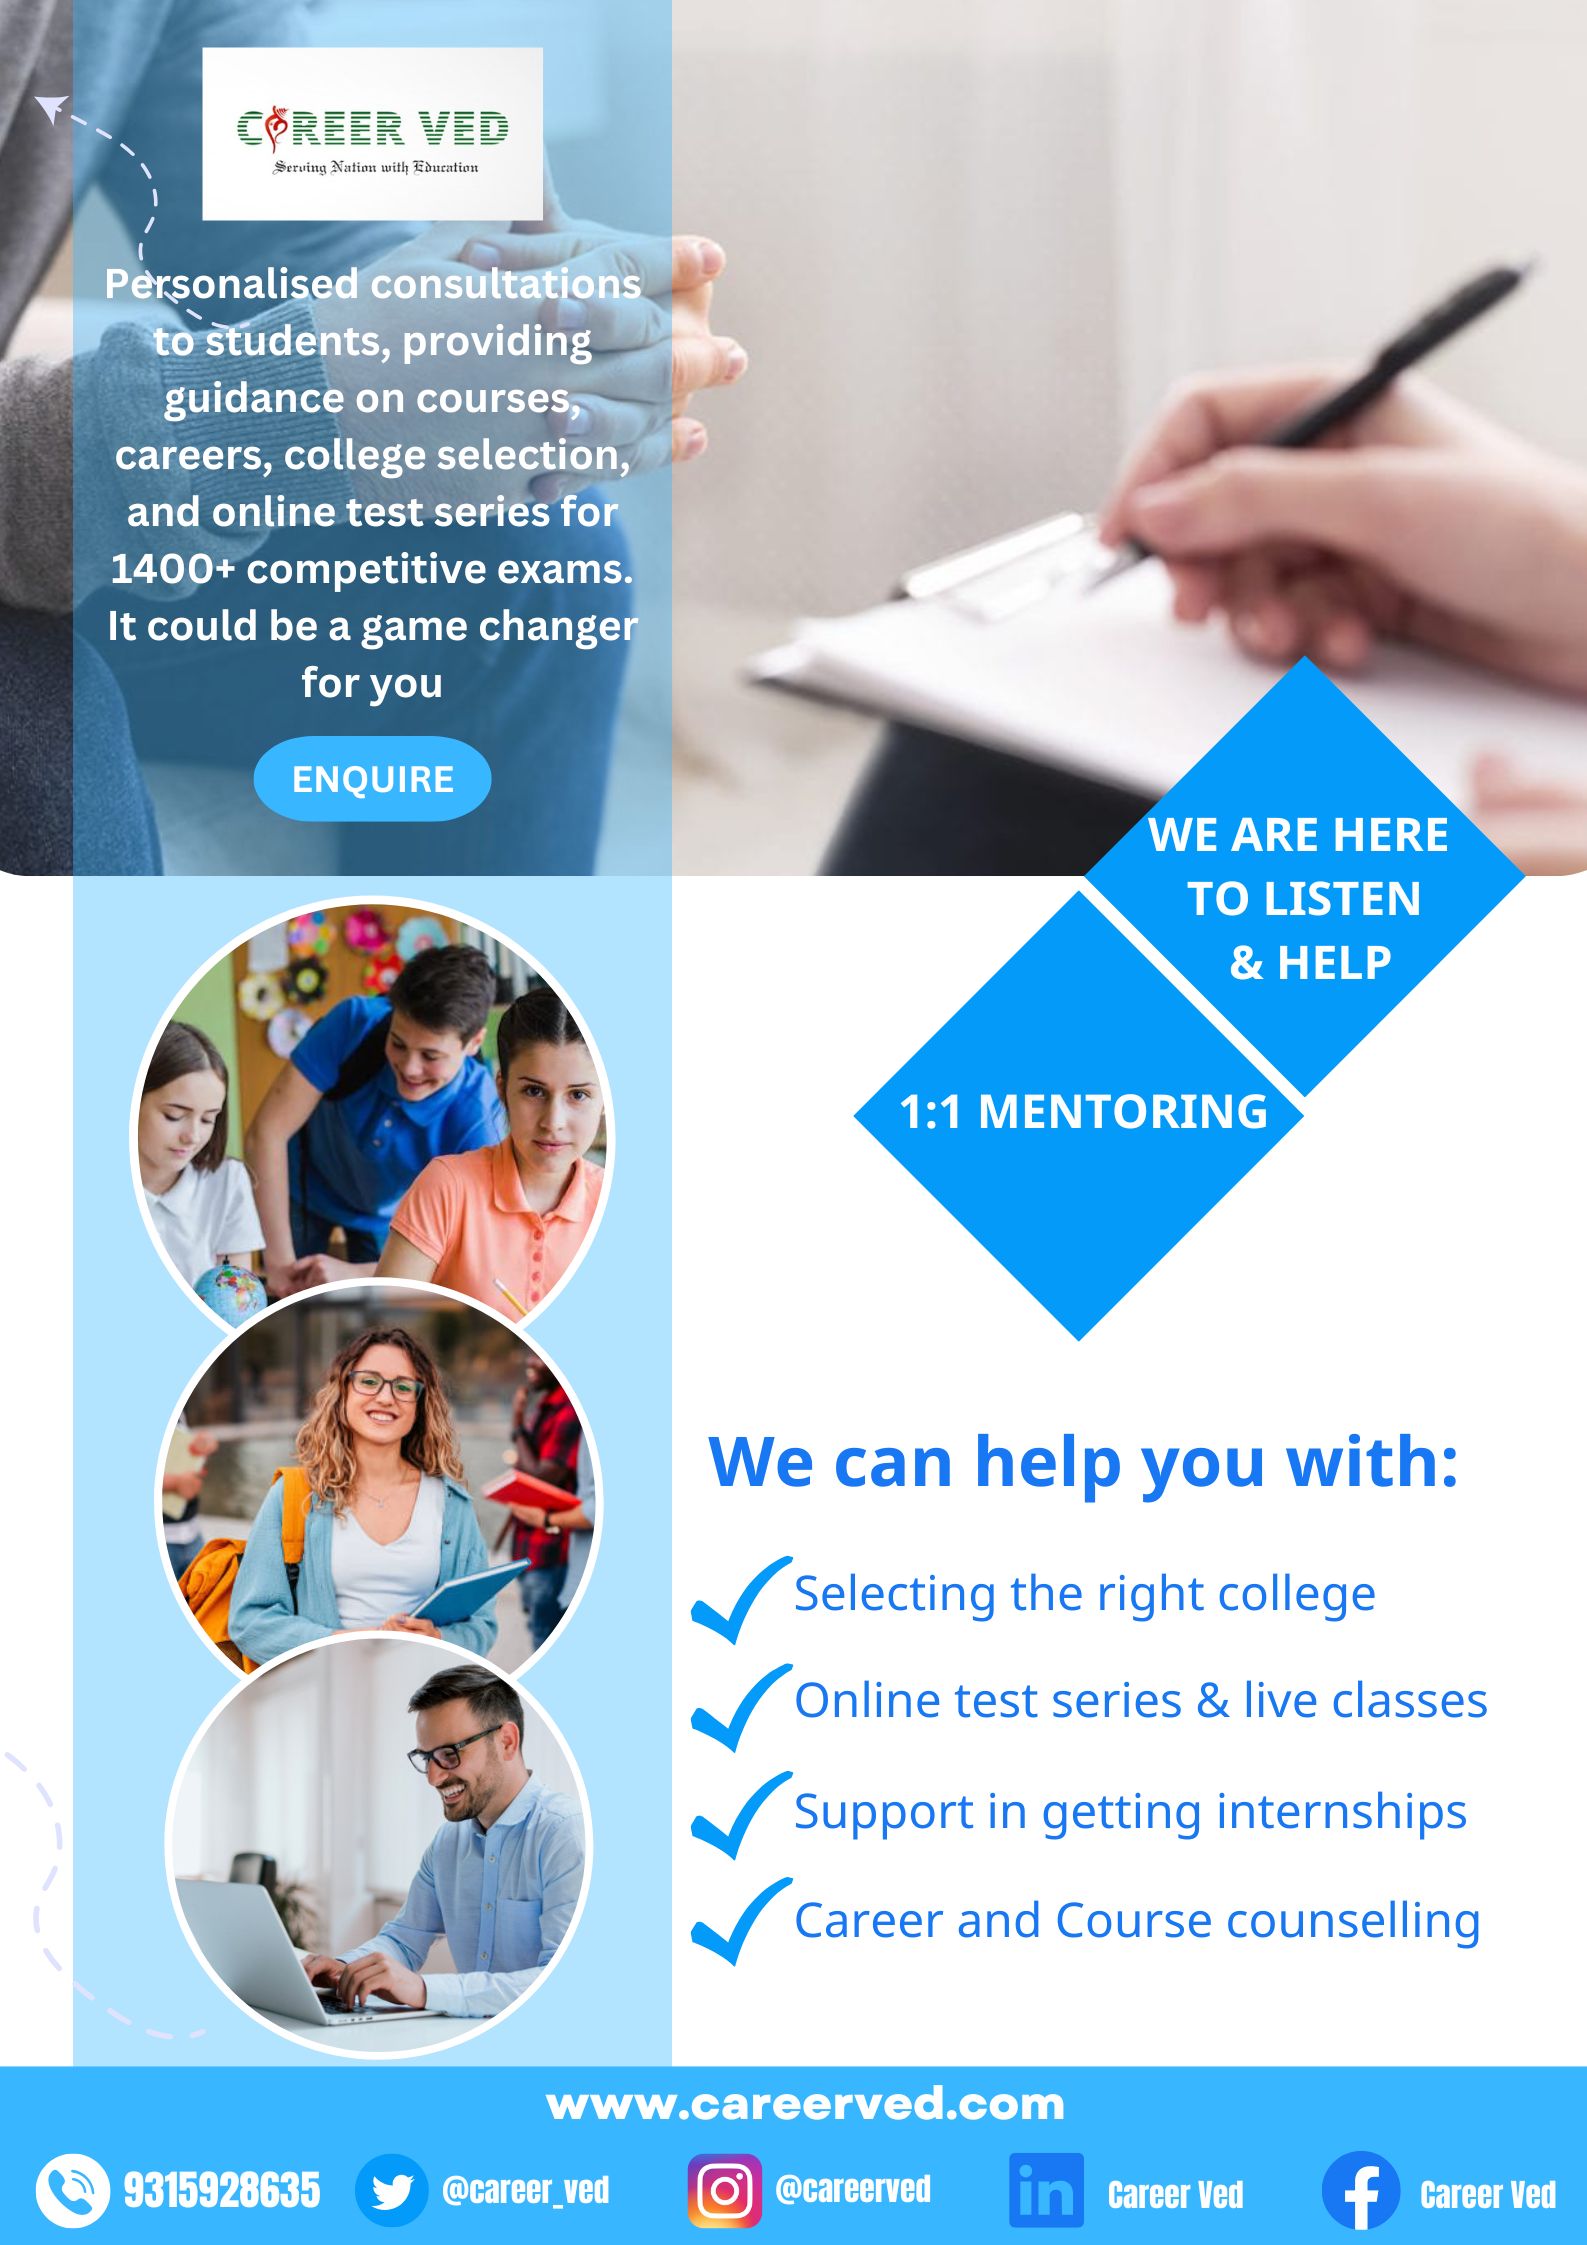 CAREER VED
Serving Nation with Education
Personalised consultations
to students, providing
guidance on courses,
careers, college selection,
and online test series for
1400+ competitive exams.
It could be a game changer
for you
ENQUIRE
WE ARE HERE
TO LISTEN
& HELP
1:1 MENTORING
We can help you with:
Selecting the right college
Online test series & live classes
Support in getting internships
Career and Course counselling
www.careerved.com
9315928635
@career_ved
@careerved
in
Career Ved
Career Ved